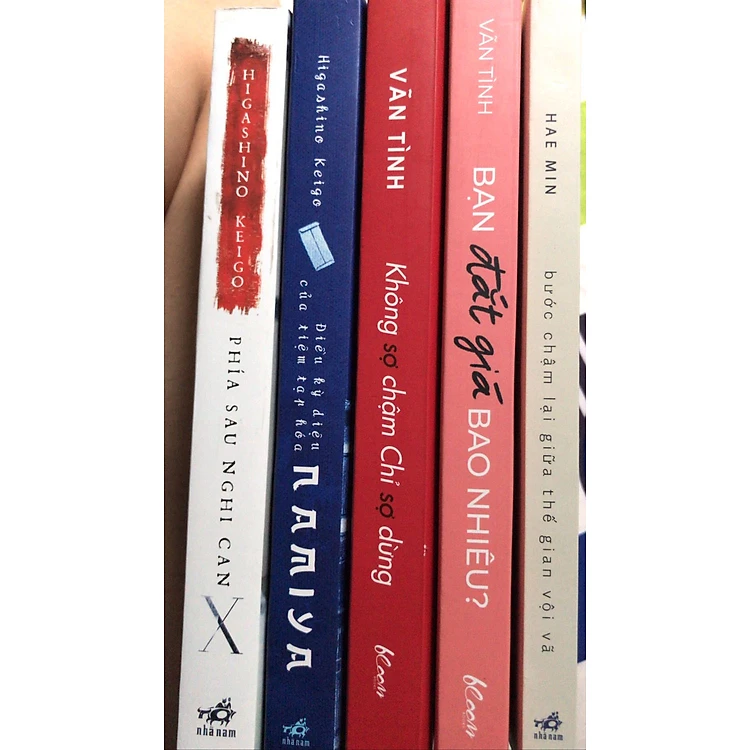 HIGASHINO KEIGO
PHÍA SAU NGHI CAN
X
nhã nam
Higashino Keigo
Điều kỳ diệu
của tiệm tạp hóa
NAMIYA
nhã nam
VÃN TÌNH
Không sợ chậm Chỉ sợ dừng
bloom
VÃN TÌNH
BẠN đắt giá BAO NHIÊU?
bloom
HAE MIN
bước chậm lại giữa thế gian vội vã